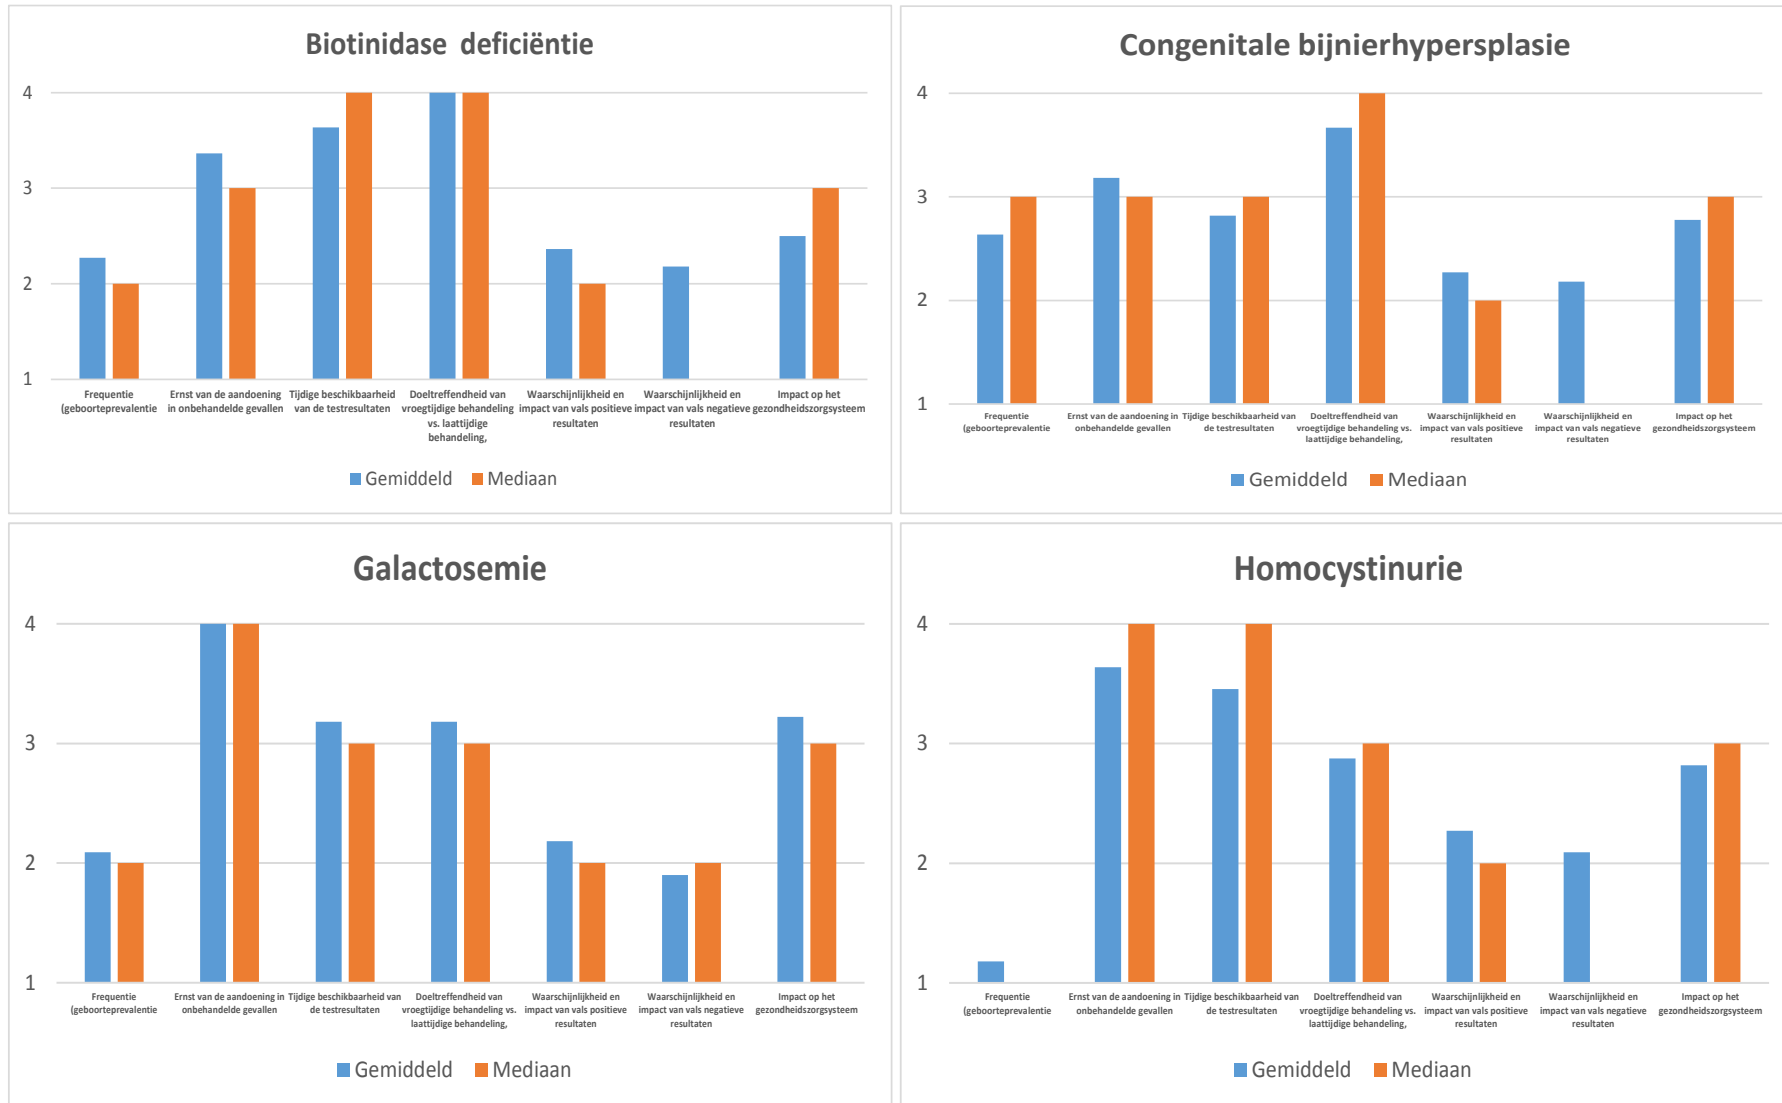 Biotinidase deficiëntie
4
3
2
1
Frequentie
(geboorteprevalentie
Ernst van de aandoening
in onbehandelde gevallen
Tijdige beschikbaarheid
van de testresultaten
Doeltreffendheid van
vroegtijdige behandeling
vs. laattijdige
behandeling,
Waarschijnlijkheid en
impact van vals positieve
resultaten
Waarschijnlijkheid en
impact van vals negatieve
resultaten
Impact op het
gezondheidszorgsysteem
Gemiddeld
Mediaan
Congenitale bijnierhypersplasie
4
3
2
1
Frequentie
(geboorteprevalentie
Ernst van de aandoening in
onbehandelde gevallen
Tijdige beschikbaarheid van
de testresultaten
Doeltreffendheid van
vroegtijdige behandeling vs.
laattijdige behandeling,
Waarschijnlijkheid en
impact van vals positieve
resultaten
Waarschijnlijkheid en
impact van vals negatieve
resultaten
Impact op het
gezondheidszorgsysteem
Gemiddeld
Mediaan
Galactosemie
4
3
2
1
Frequentie
(geboorteprevalentie
Ernst van de aandoening in
onbehandelde gevallen
Tijdige beschikbaarheid van
de testresultaten
Doeltreffendheid van
vroegtijdige behandeling vs.
laattijdige behandeling,
Waarschijnlijkheid en
impact van vals positieve
resultaten
Waarschijnlijkheid en
impact van vals negatieve
resultaten
Impact op het
gezondheidszorgsysteem
Gemiddeld
Mediaan
Homocystinurie
4
3
2
1
Frequentie
(geboorteprevalentie
Ernst van de aandoening in
onbehandelde gevallen
Tijdige beschikbaarheid van
de testresultaten
Doeltreffendheid van
vroegtijdige behandeling vs.
laattijdige behandeling,
Waarschijnlijkheid en
impact van vals positieve
resultaten
Waarschijnlijkheid en
impact van vals negatieve
resultaten
Impact op het
gezondheidszorgsysteem
Gemiddeld
Mediaan